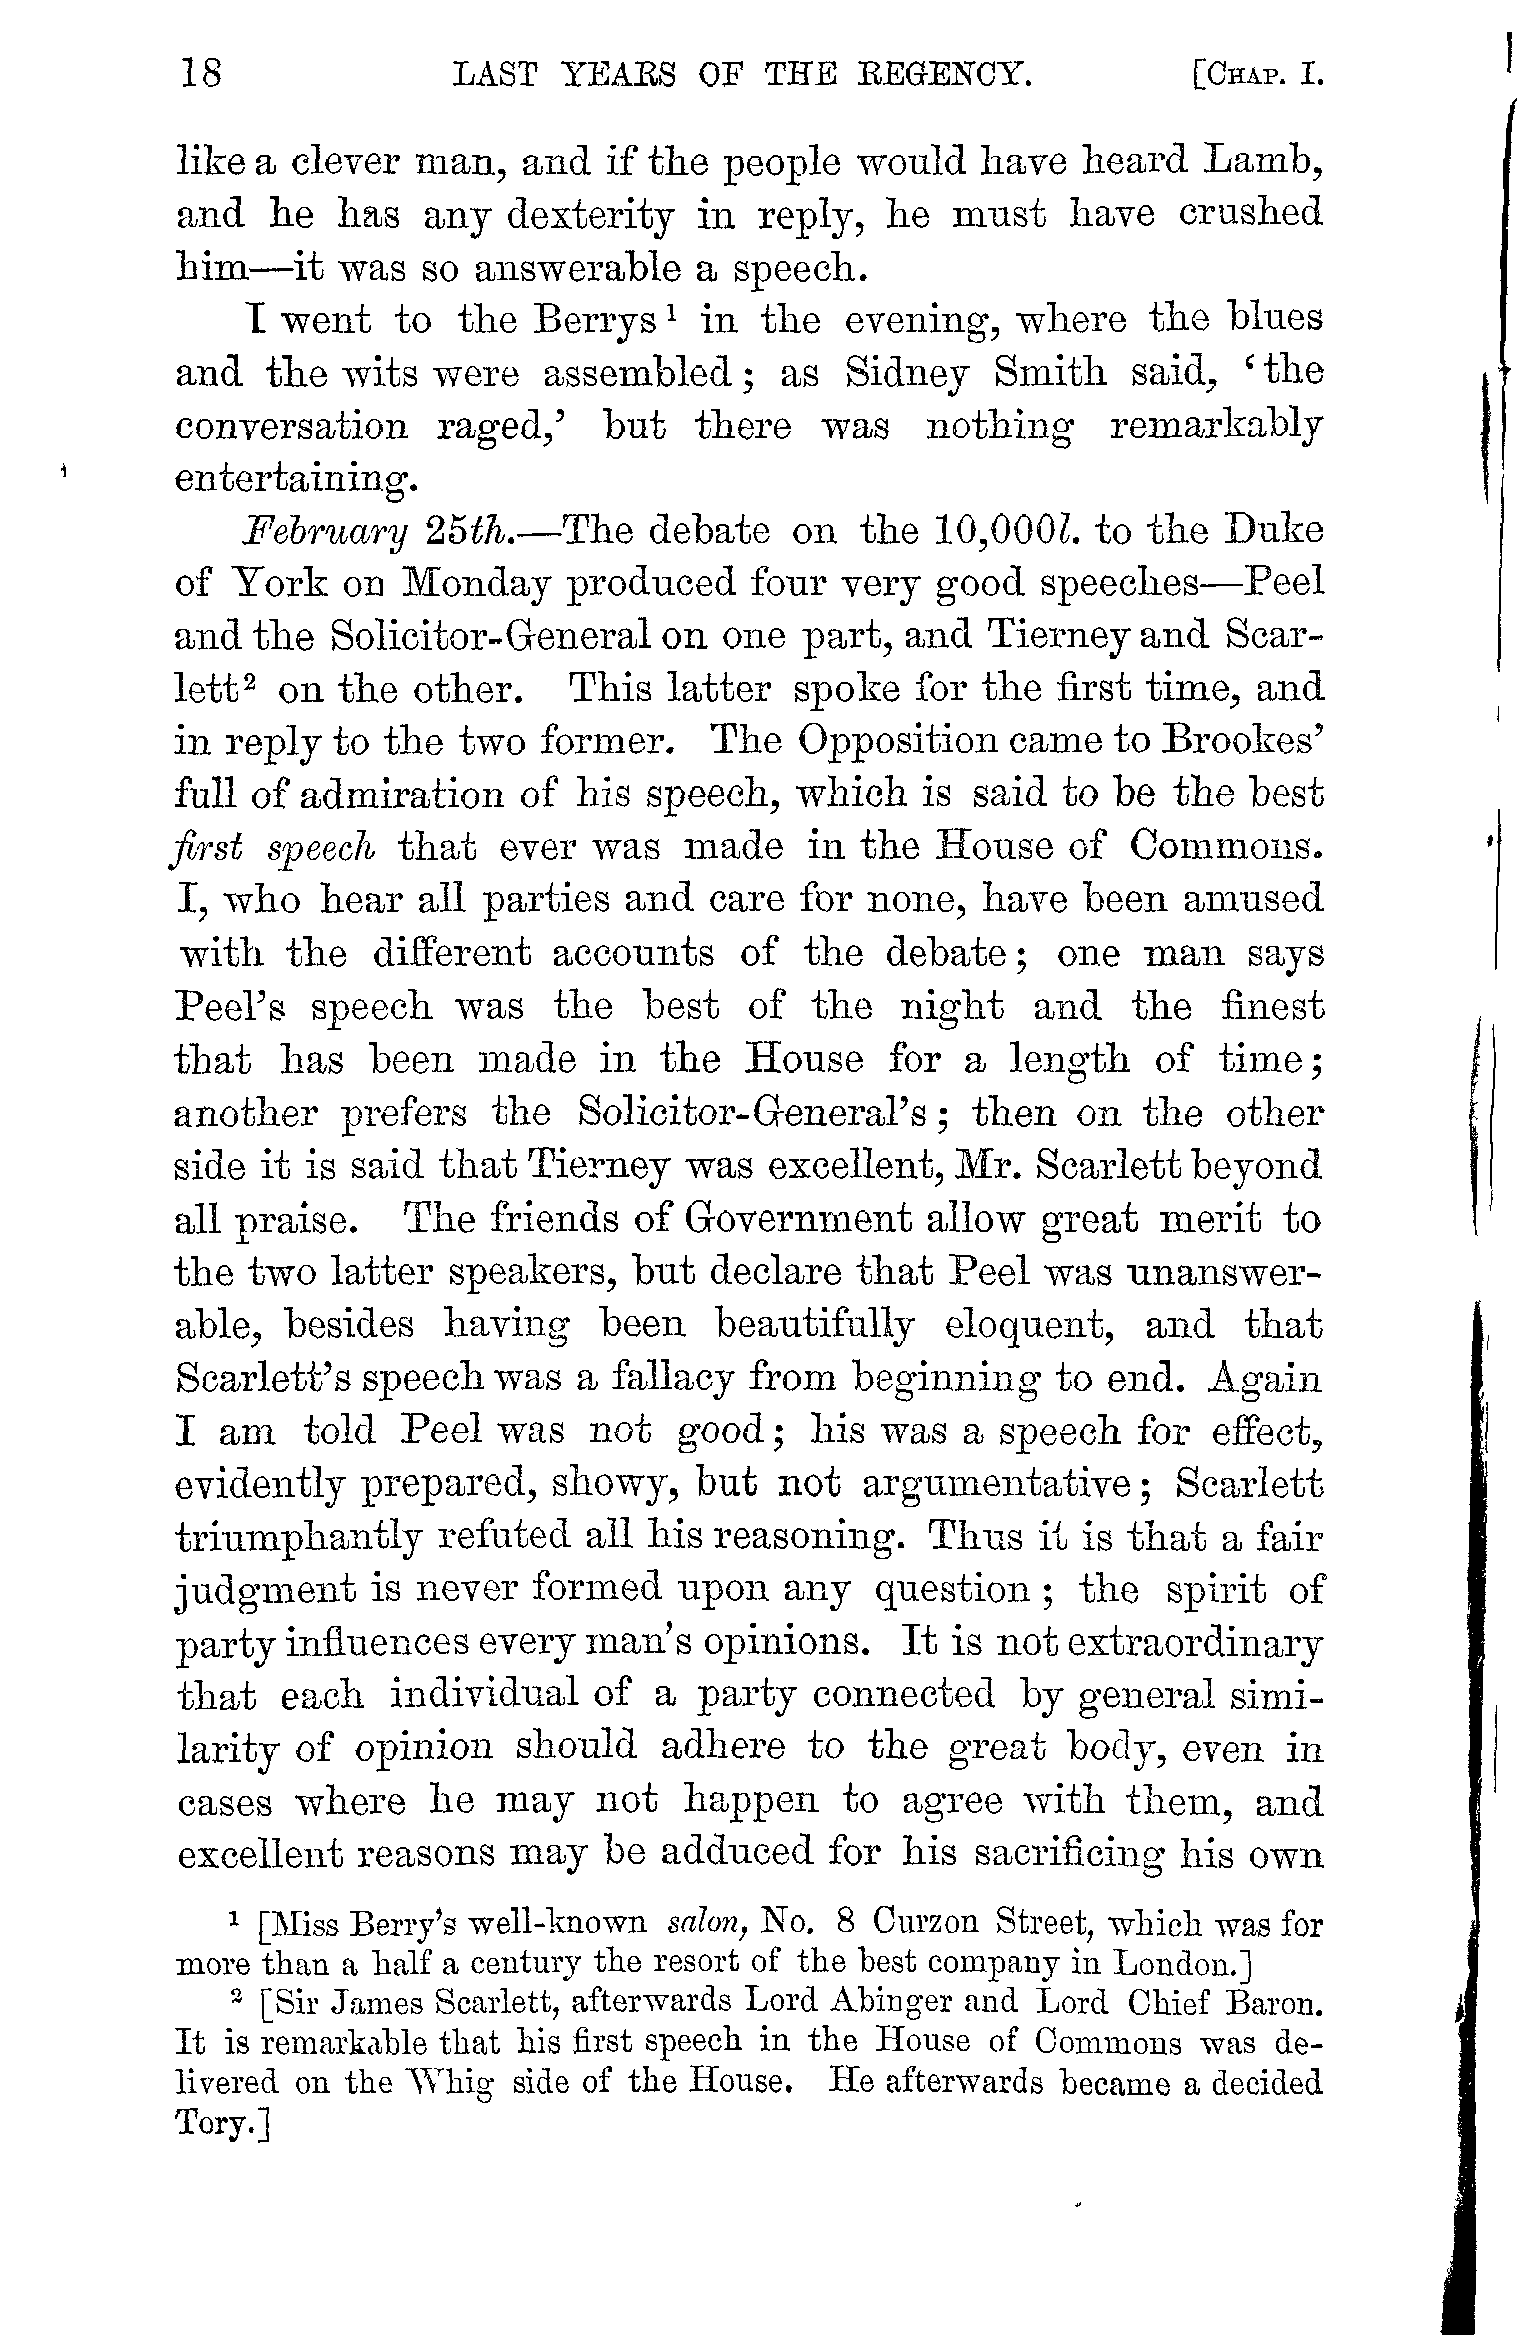 18 LAST YEARS OF THE REGENCY. [CHAP. I.
like a clever man, and if the people would have heard Lamb,
and he has any dexterity in reply, he must have crushed
him—it was so answerable a speech.
I went to the Berrys ¹ in the evening, where the blues
and the wits were assembled; as Sidney Smith said, ‘the
conversation raged,’ but there was nothing remarkably
entertaining.
February 25th.—The debate on the 10,000l. to the Duke
of York on Monday produced four very good speeches—Peel
and the Solicitor-General on one part, and Tierney and Scar-
lett² on the other. This latter spoke for the first time, and
in reply to the two former. The Opposition came to Brookes’
full of admiration of his speech, which is said to be the best
first speech that ever was made in the House of Commons.
I, who hear all parties and care for none, have been amused
with the different accounts of the debate; one man says
Peel’s speech was the best of the night and the finest
that has been made in the House for a length of time;
another prefers the Solicitor-General’s; then on the other
side it is said that Tierney was excellent, Mr. Scarlett beyond
all praise. The friends of Government allow great merit to
the two latter speakers, but declare that Peel was unanswer-
able, besides having been beautifully eloquent, and that
Scarlett’s speech was a fallacy from beginning to end. Again
I am told Peel was not good; his was a speech for effect,
evidently prepared, showy, but not argumentative; Scarlett
triumphantly refuted all his reasoning. Thus it is that a fair
judgment is never formed upon any question; the spirit of
party influences every man’s opinions. It is not extraordinary
that each individual of a party connected by general simi-
larity of opinion should adhere to the great body, even in
cases where he may not happen to agree with them, and
excellent reasons may be adduced for his sacrificing his own
¹ [Miss Berry’s well-known salon, No. 8 Curzon Street, which was for
more than a half a century the resort of the best company in London.]
² [Sir James Scarlett, afterwards Lord Abinger and Lord Chief Baron.
It is remarkable that his first speech in the House of Commons was de-
livered on the Whig side of the House. He afterwards became a decided
Tory.]